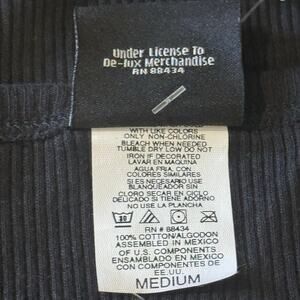 Under License To
De-lux Merchandise
RN 88434
WITH LIKE COLORS
ONLY NON-CHLORINE
BLEACH WHEN NEEDED
TUMBLE DRY LOW DO NOT
IRON IF DECORATED
LAVAR EN MAQUINA
AGUA FRIA, CON
COLORES SIMILARES
SI ES NECESARIO USE
BLANQUEADOR SIN
CLORO SECAR EN CICLO
DELICADO SI TIENE ADORNO
NO USE LA PLANCHA
RN # 88434
100% COTTON/ALGODON
ASSEMBLED IN MEXICO
OF U.S. COMPONENTS
ENSAMBLADO EN MEXICO
CON COMPONENTES DE
EE.UU.
MEDIUM